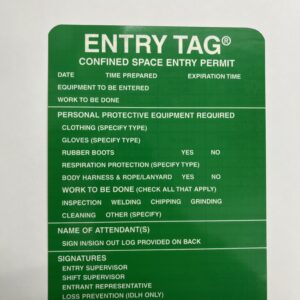 ENTRY TAG®
CONFINED SPACE ENTRY PERMIT
DATE TIME PREPARED EXPIRATION TIME
EQUIPMENT TO BE ENTERED
WORK TO BE DONE
PERSONAL PROTECTIVE EQUIPMENT REQUIRED
CLOTHING (SPECIFY TYPE)
GLOVES (SPECIFY TYPE)
RUBBER BOOTS YES NO
RESPIRATION PROTECTION (SPECIFY TYPE)
BODY HARNESS & ROPE/LANYARD YES NO
WORK TO BE DONE (CHECK ALL THAT APPLY)
INSPECTION WELDING CHIPPING GRINDING
CLEANING OTHER (SPECIFY)
NAME OF ATTENDANT(S)
SIGN IN/SIGN OUT LOG PROVIDED ON BACK
SIGNATURES
ENTRY SUPERVISOR
SHIFT SUPERVISOR
ENTRANT REPRESENTATIVE
LOSS PREVENTION (IDLH ONLY)